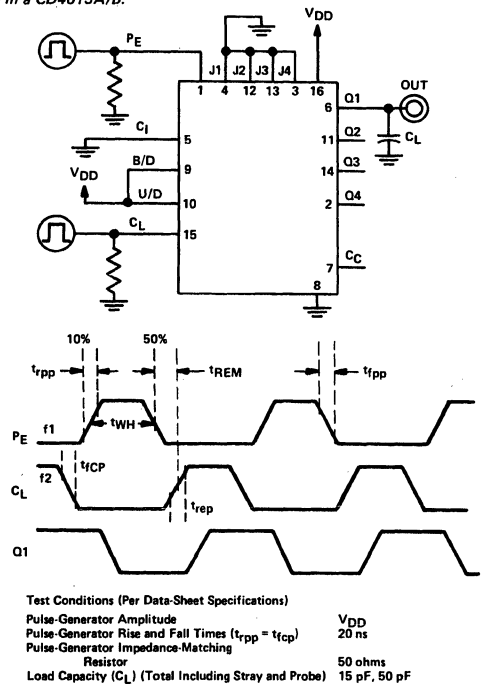 in a CD4015A/B.
PE
VDD
J1 J2 J3 J4
1 4 12 13 3 16
OUT
6 Q1
CL
CI
5
11 Q2
B/D
9
14 Q3
VDD
U/D
10
2 Q4
CL
15
7 CC
8
10% 50%
trpp tREM tfpp
tWH
PE f1
tfCP
f2
CL
trep
Q1
Test Conditions (Per Data-Sheet Specifications)
Pulse-Generator Amplitude VDD
Pulse-Generator Rise and Fall Times (trpp = tfcp) 20 ns
Pulse-Generator Impedance-Matching
Resistor 50 ohms
Load Capacity (CL) (Total Including Stray and Probe) 15 pF, 50 pF